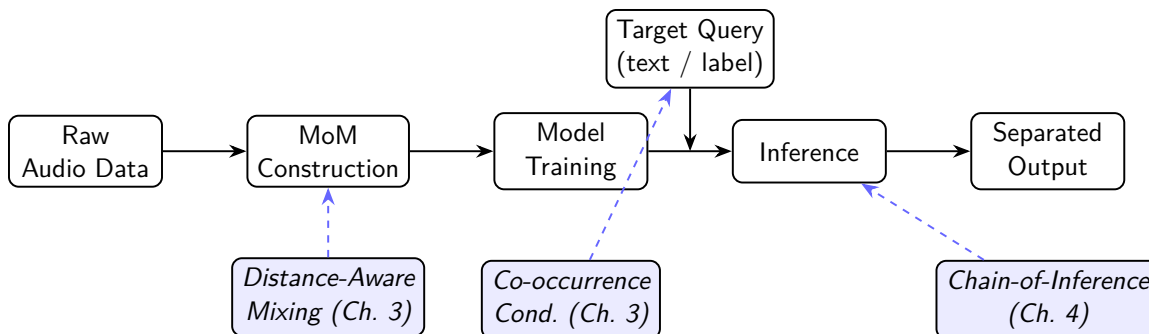 Target Query
(text / label)
Raw
Audio Data
MoM
Construction
Model
Training
Inference
Separated
Output
Distance-Aware
Mixing (Ch. 3)
Co-occurrence
Cond. (Ch. 3)
Chain-of-Inference
(Ch. 4)